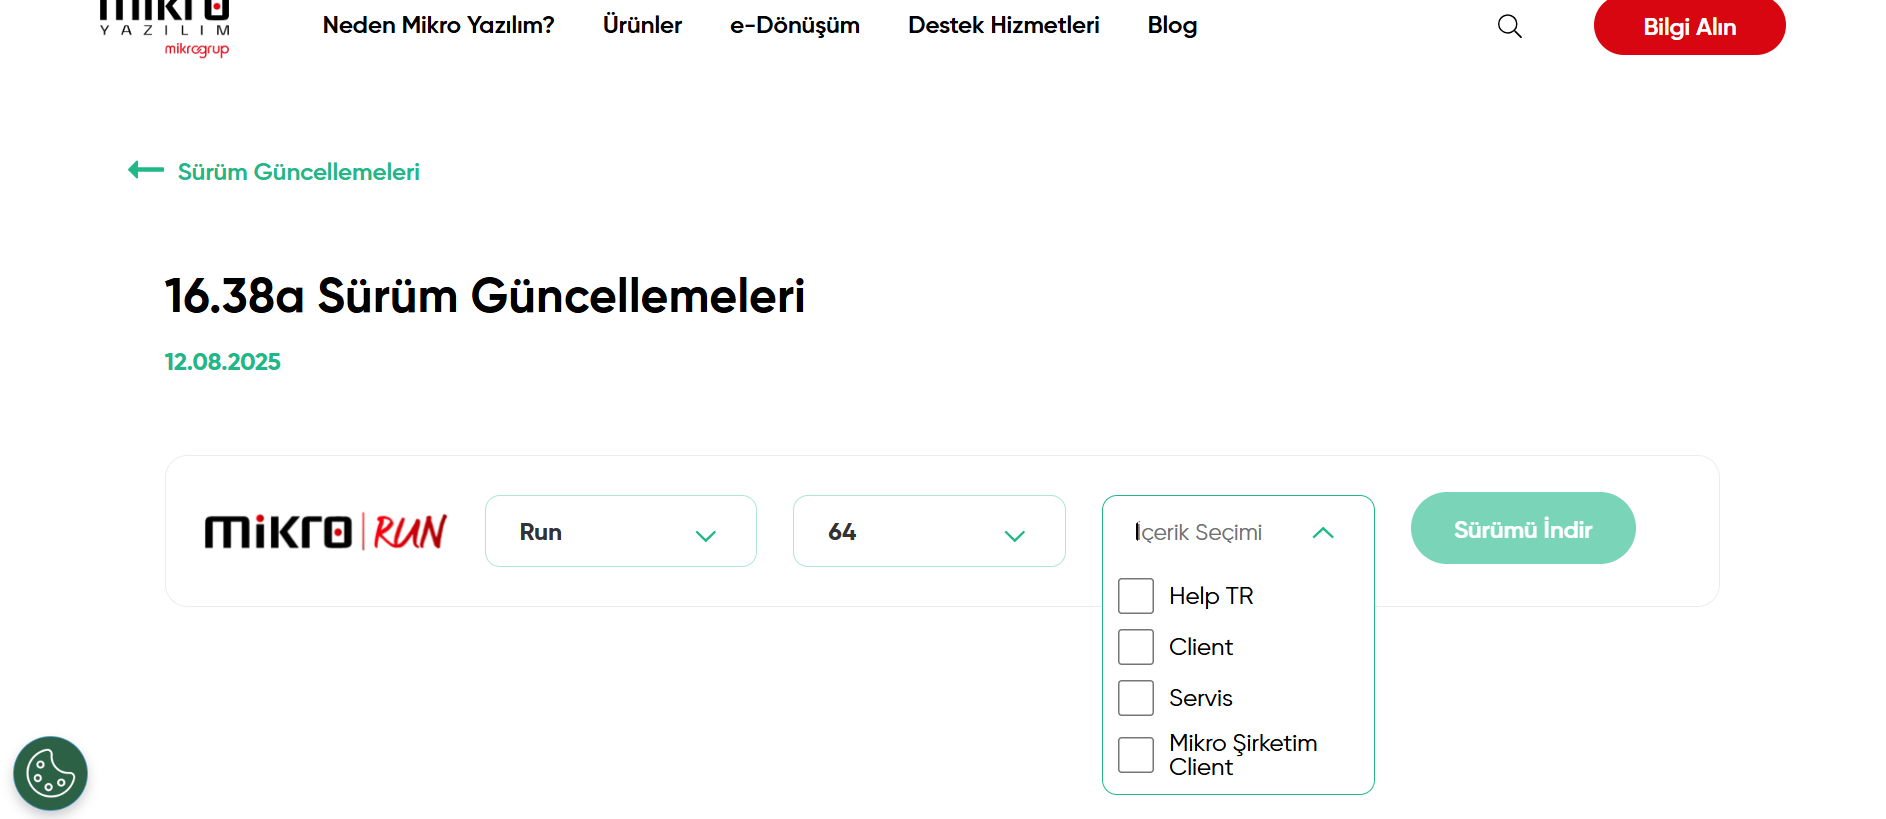 mikro
YAZILIM
mikrogrup
Neden Mikro Yazılım?
Ürünler
e-Dönüşüm
Destek Hizmetleri
Blog
Bilgi Alın
Sürüm Güncellemeleri
16.38a Sürüm Güncellemeleri
12.08.2025
mikro | RUN
Run
64
İçerik Seçimi
Sürümü İndir
Help TR
Client
Servis
Mikro Şirketim
Client